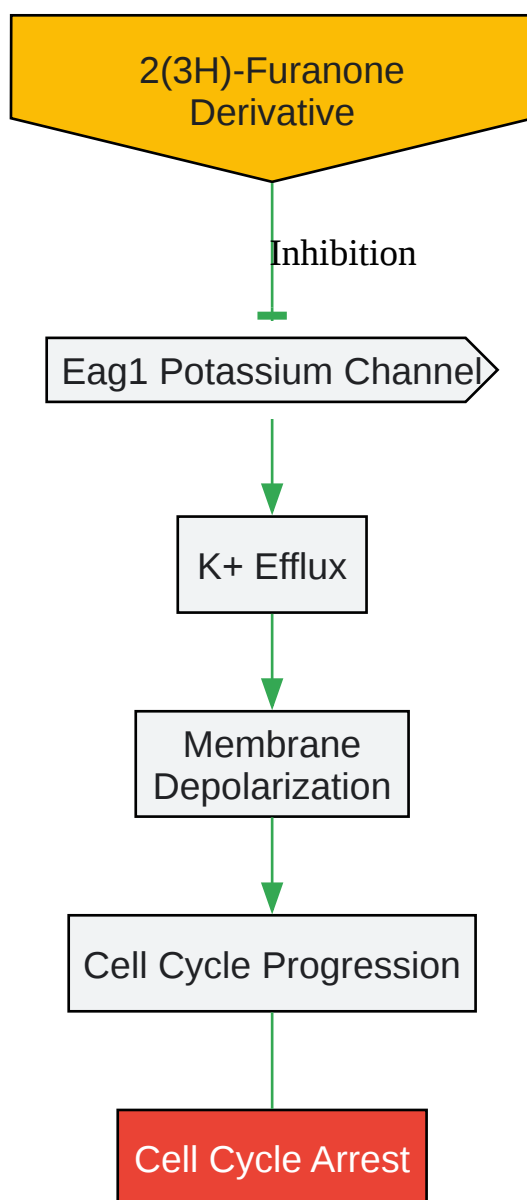 2(3H)-Furanone
Derivative
Inhibition
Eag1 Potassium Channel
K+ Efflux
Membrane
Depolarization
Cell Cycle Progression
Cell Cycle Arrest